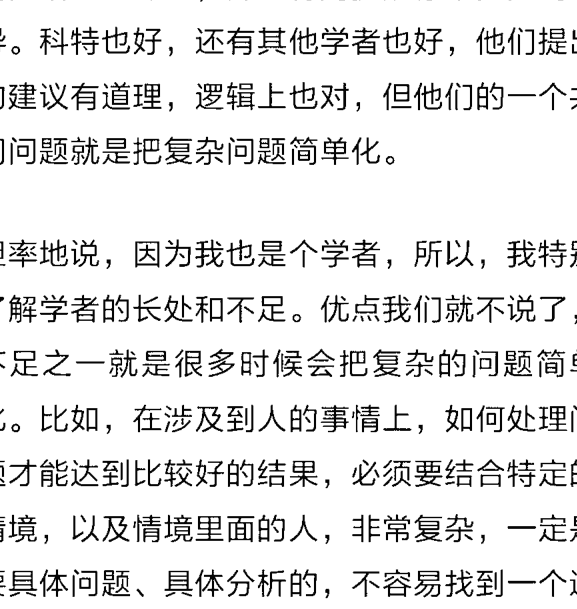 。科特也好，还有其他学者也好，他们提出
的建议有道理，逻辑上也对，但他们的一个共
同问题就是把复杂问题简单化。
坦率地说，因为我也是个学者，所以，我特别
了解学者的长处和不足。优点我们就不说了，
不足之一就是很多时候会把复杂的问题简单
化。比如，在涉及到人的事情上，如何处理问
题才能达到比较好的结果，必须要结合特定的
情境，以及情境里面的人，非常复杂，一定是
要具体问题、具体分析的，不容易找到一个